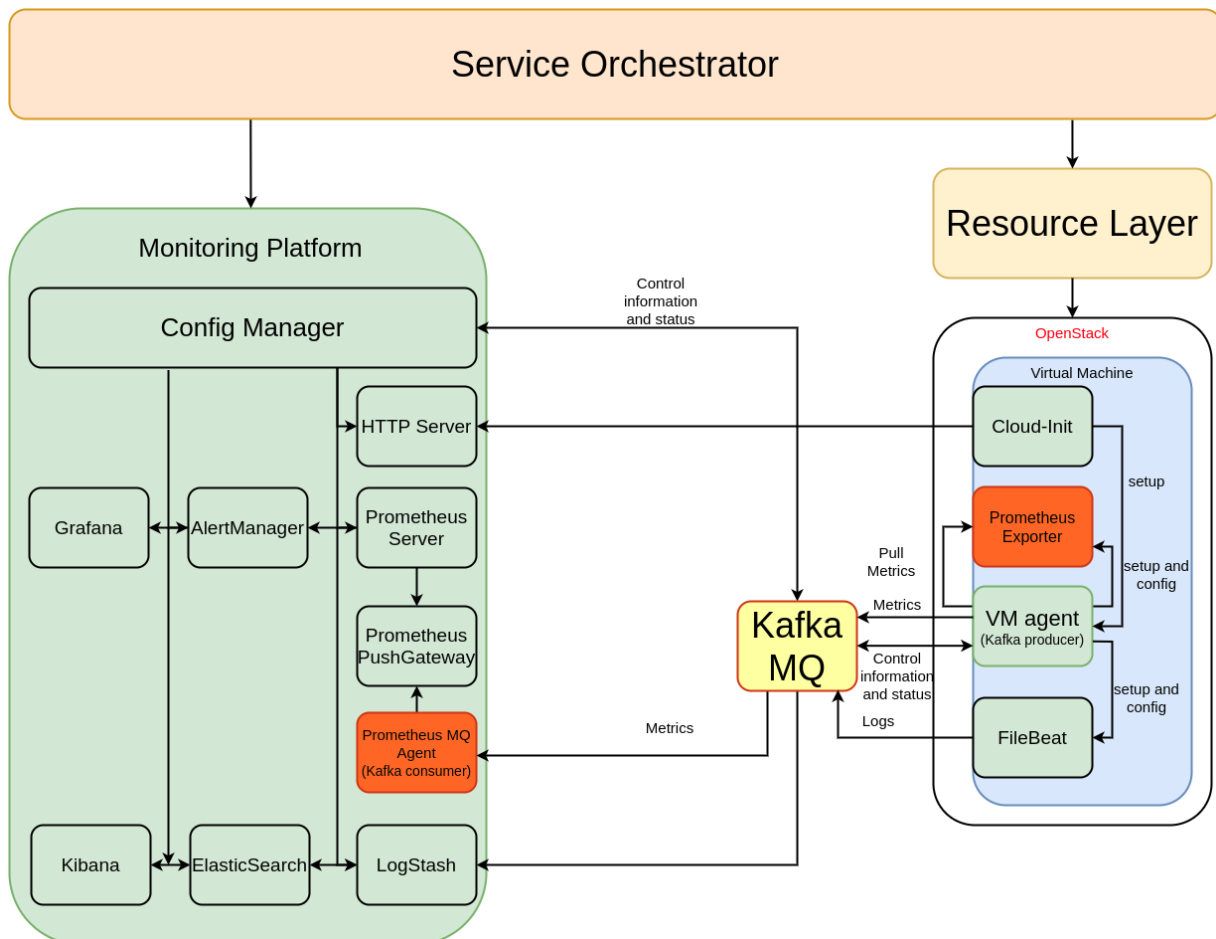 Service Orchestrator
Resource Layer
Monitoring Platform
Config Manager
Control
information
and status
OpenStack
Virtual Machine
HTTP Server
Cloud-Init
setup
Grafana
AlertManager
Prometheus
Server
Prometheus
Exporter
Pull
Metrics
setup and
config
Metrics
Kafka
MQ
VM agent
(Kafka producer)
Prometheus
PushGateway
Control
information
and status
setup and
config
Logs
Prometheus MQ
Agent
(Kafka consumer)
Metrics
FileBeat
Kibana
ElasticSearch
LogStash